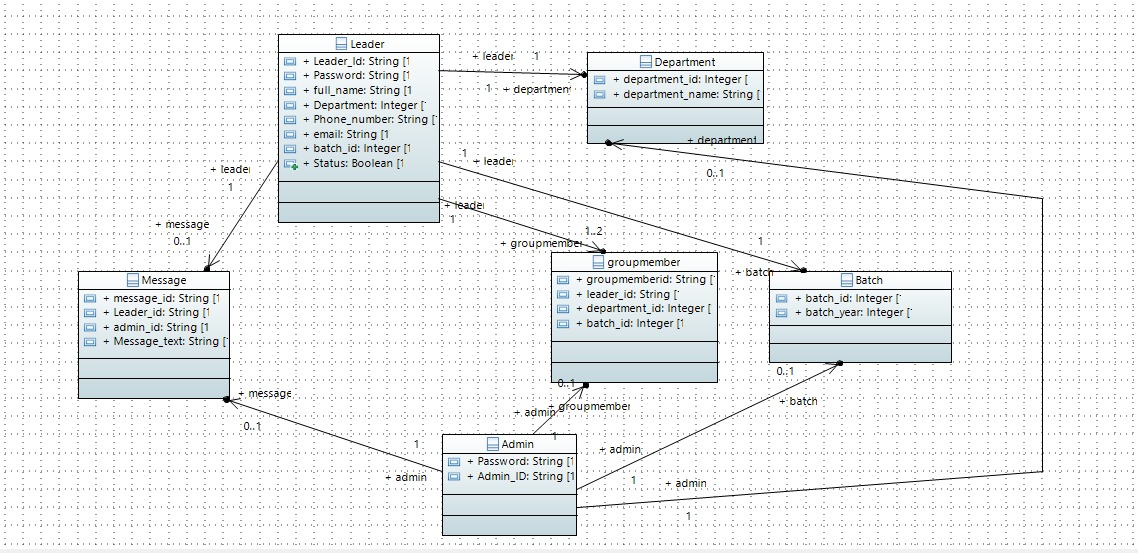 Leader
+ Leader_Id: String [1
+ Password: String [1
+ full_name: String [1
+ Department: Integer [
+ Phone_number: String [
+ email: String [1
+ batch_id: Integer [1
+ Status: Boolean [1
+ leader
1
1
+ department
Department
+ department_id: Integer [
+ department_name: String [
+ department
0..1
1
+ leader
+ leader
1
+ leader
1
+ message
0..1
1..2
+ groupmember
1
+ batch
Message
+ message_id: String [1
+ Leader_id: String [1
+ admin_id: String [1
+ Message_text: String [
groupmember
+ groupmemberid: String [
+ leader_id: String [
+ department_id: Integer [
+ batch_id: Integer [1
Batch
+ batch_id: Integer [
+ batch_year: Integer [
0..1
+ batch
0..1
+ groupmember
+ admin
1
+ message
0..1
1
+ admin
Admin
+ Password: String [1
+ Admin_ID: String [1
+ admin
1
+ admin
1